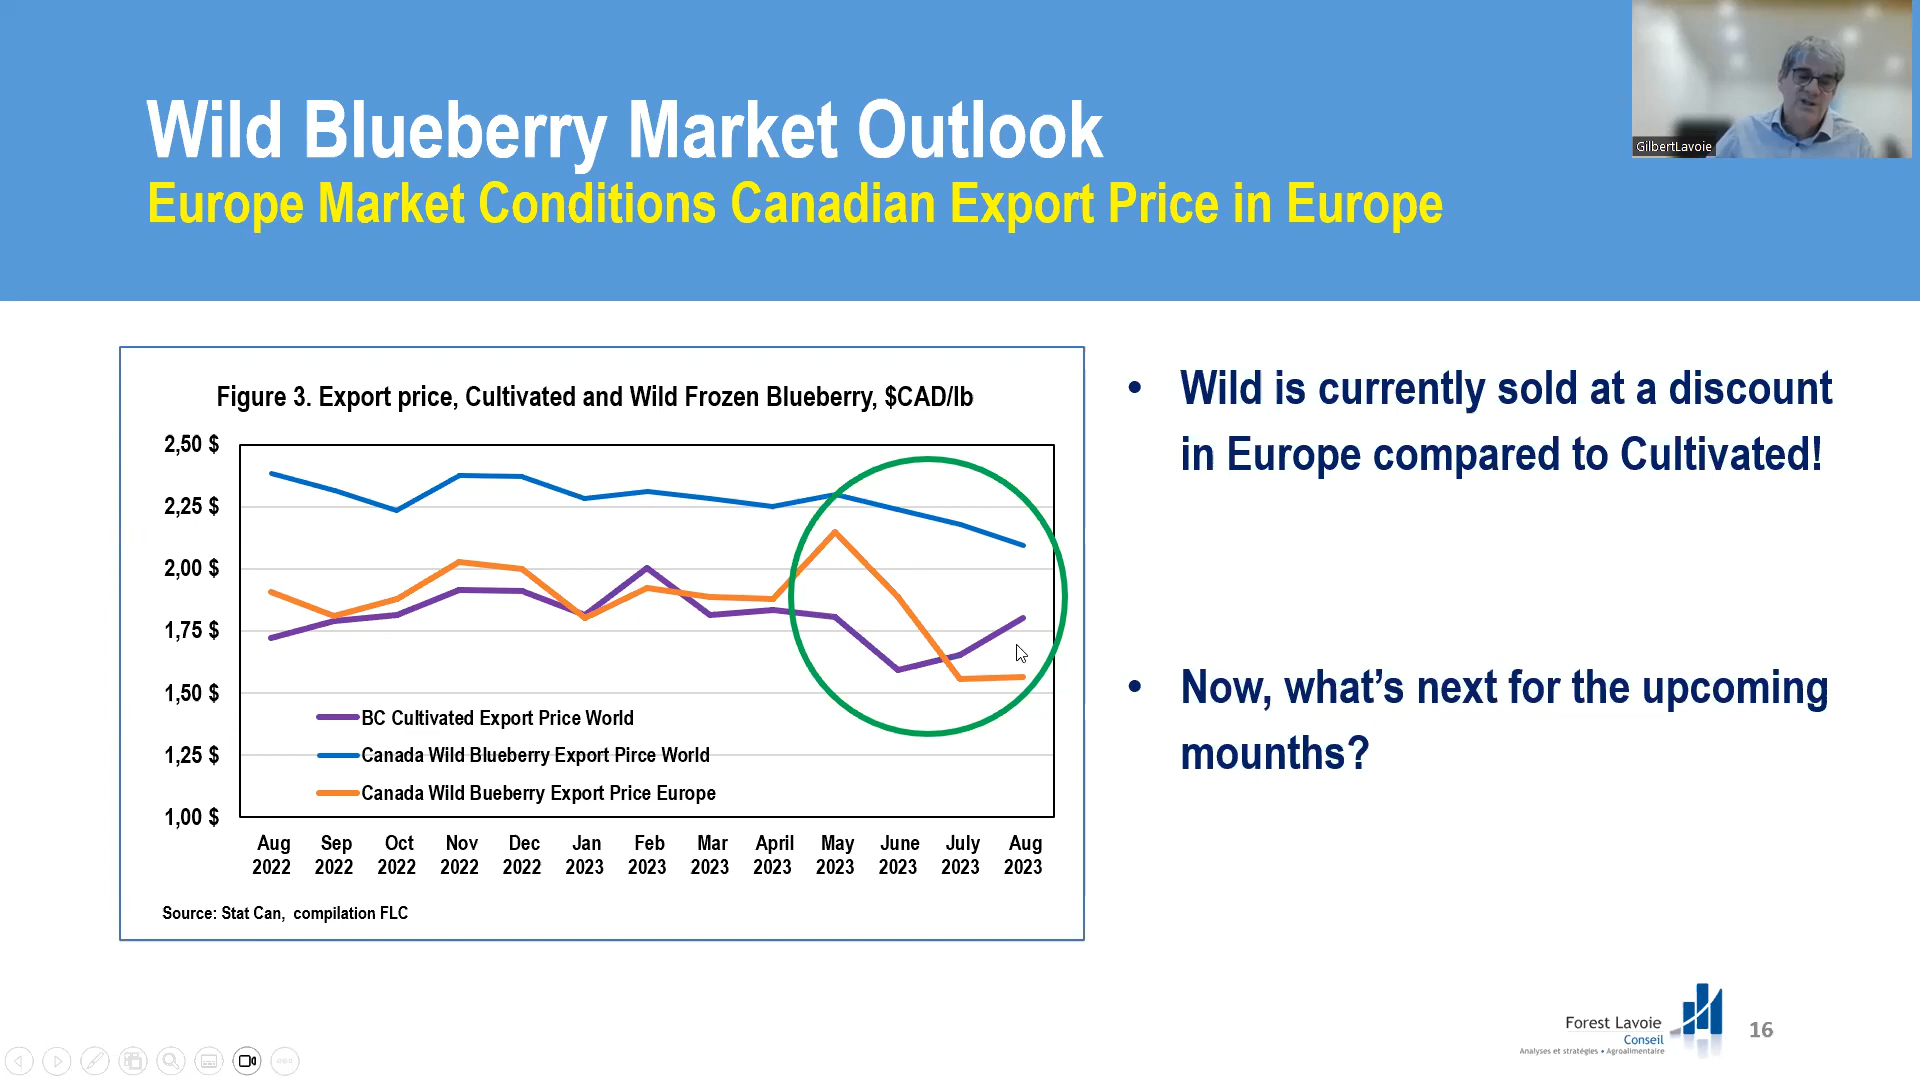 Wild Blueberry Market Outlook
Europe Market Conditions Canadian Export Price in Europe
GilbertLavoie
Figure 3. Export price, Cultivated and Wild Frozen Blueberry, $CAD/lb
2,50 $
2,25 $
2,00 $
1,75 $
1,50 $
1,25 $
1,00 $
BC Cultivated Export Price World
Canada Wild Blueberry Export Pirce World
Canada Wild Bueberry Export Price Europe
Aug Sep Oct Nov Dec Jan Feb Mar April May June July Aug
2022 2022 2022 2022 2022 2023 2023 2023 2023 2023 2023 2023 2023
Source: Stat Can, compilation FLC
• Wild is currently sold at a discount
in Europe compared to Cultivated!
• Now, what’s next for the upcoming
mounths?
Forest Lavoie
Conseil
Analyses et stratégies • Agroalimentaire
16